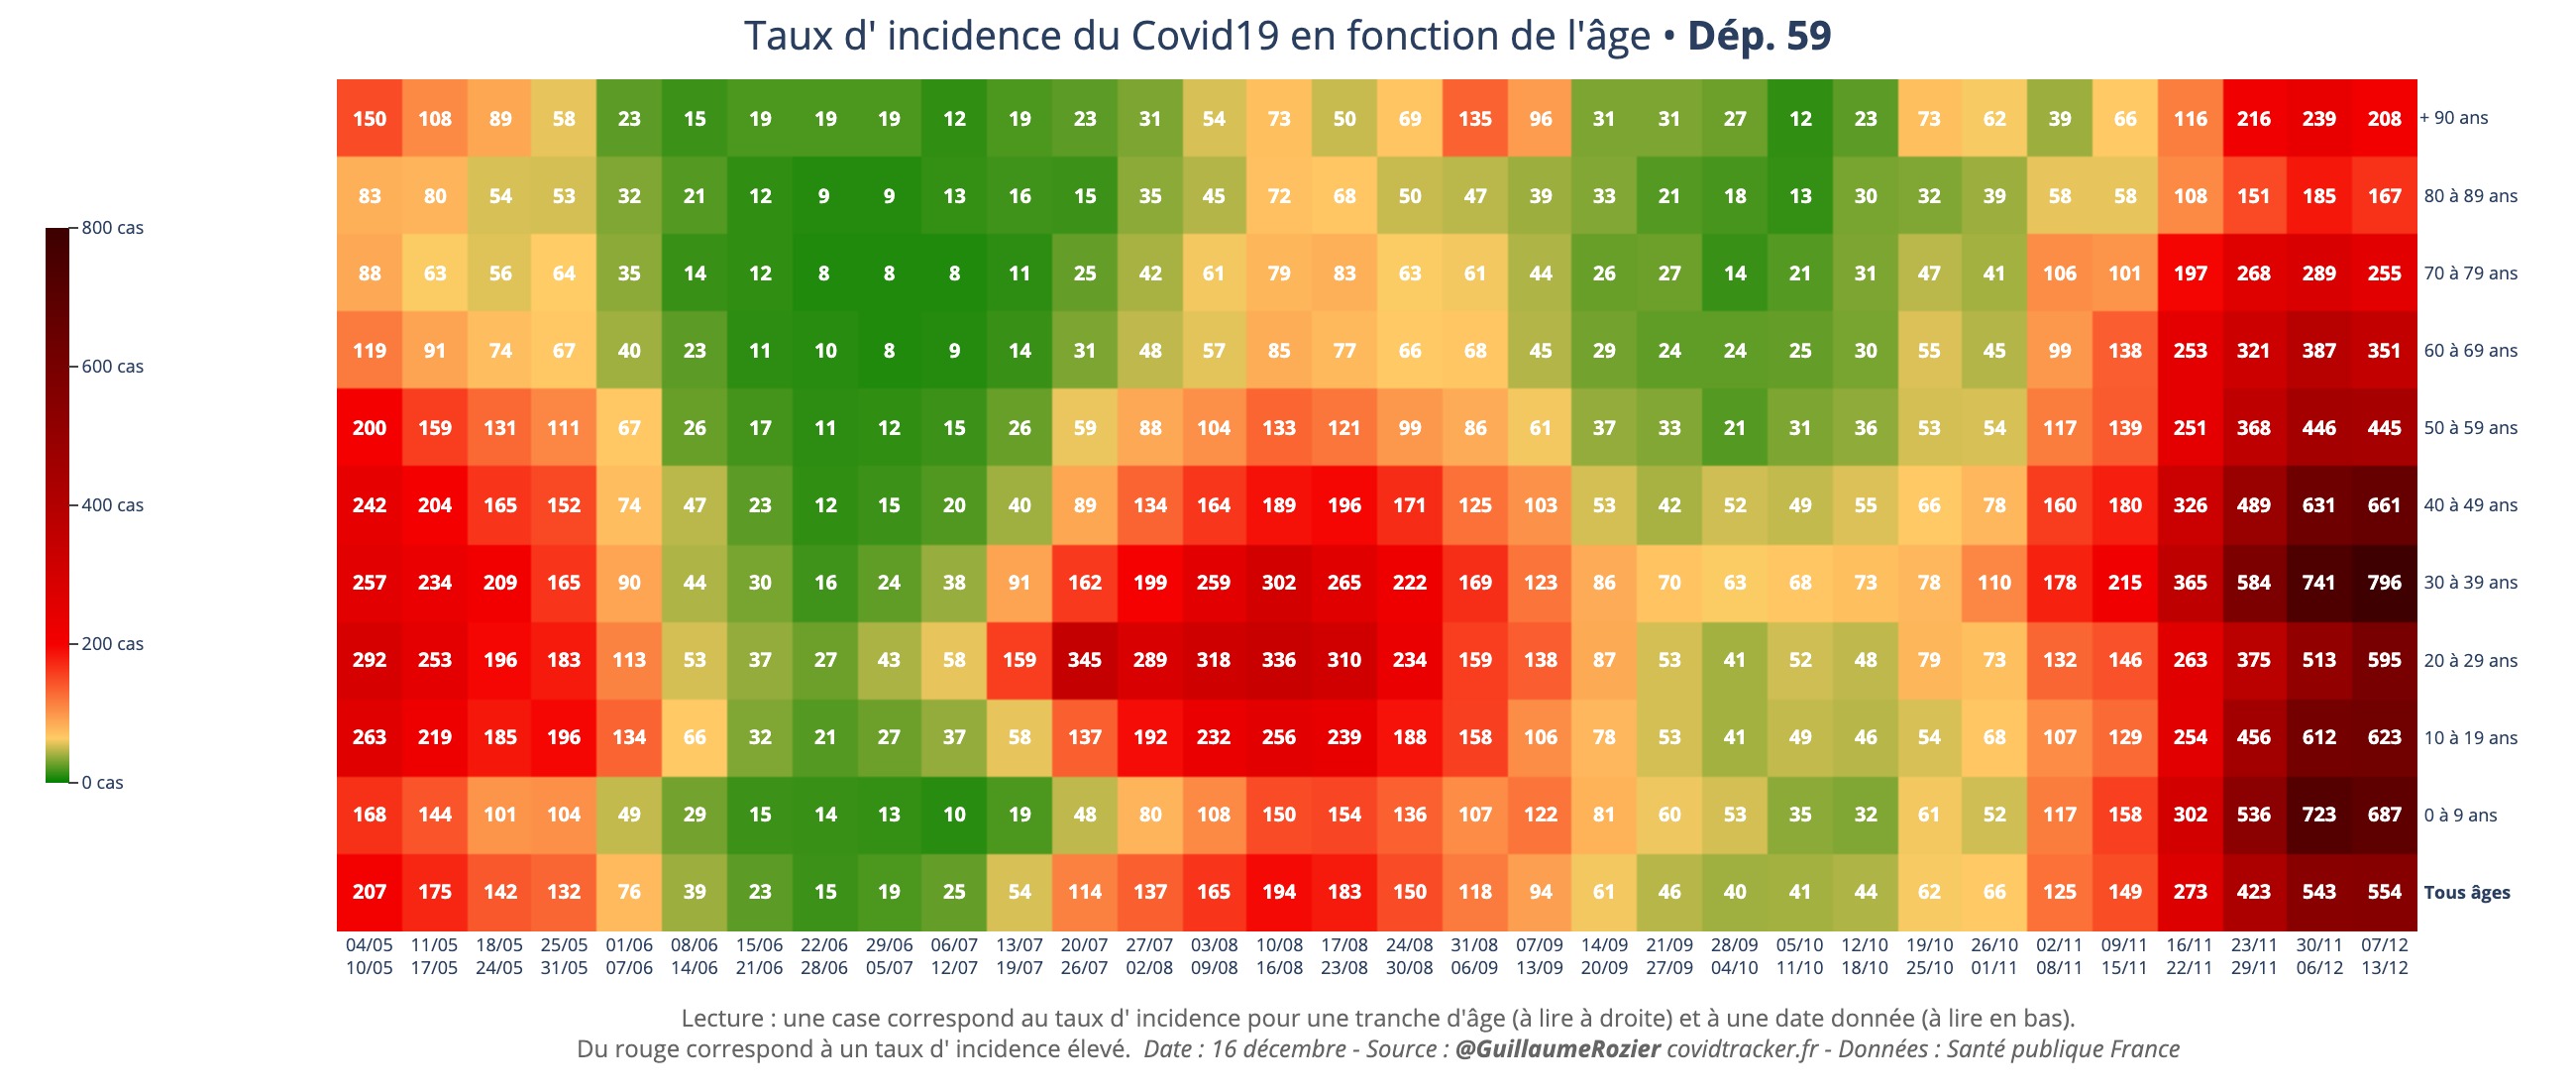 Taux d' incidence du Covid19 en fonction de l'âge • Dép. 59
150 108 89 58 23 15 19 19 19 12 19 23 31 54 73 50 69 135 96 31 31 27 12 23 73 62 39 66 116 216 239 208 + 90 ans
83 80 54 53 32 21 12 9 9 13 16 15 35 45 72 68 50 47 39 33 21 18 13 30 32 39 58 58 108 151 185 167 80 à 89 ans
800 cas
88 63 56 64 35 14 12 8 8 8 11 25 42 61 79 83 63 61 44 26 27 14 21 31 47 41 106 101 197 268 289 255 70 à 79 ans
119 91 74 67 40 23 11 10 8 9 14 31 48 57 85 77 66 68 45 29 24 24 25 30 55 45 99 138 253 321 387 351 60 à 69 ans
600 cas
200 159 131 111 67 26 17 11 12 15 26 59 88 104 133 121 99 86 61 37 33 21 31 36 53 54 117 139 251 368 446 445 50 à 59 ans
242 204 165 152 74 47 23 12 15 20 40 89 134 164 189 196 171 125 103 53 42 52 49 55 66 78 160 180 326 489 631 661 40 à 49 ans
400 cas
257 234 209 165 90 44 30 16 24 38 91 162 199 259 302 265 222 169 123 86 70 63 68 73 78 110 178 215 365 584 741 796 30 à 39 ans
200 cas
292 253 196 183 113 53 37 27 43 58 159 345 289 318 336 310 234 159 138 87 53 41 52 48 79 73 132 146 263 375 513 595 20 à 29 ans
263 219 185 196 134 66 32 21 27 37 58 137 192 232 256 239 188 158 106 78 53 41 49 46 54 68 107 129 254 456 612 623 10 à 19 ans
0 cas
168 144 101 104 49 29 15 14 13 10 19 48 80 108 150 154 136 107 122 81 60 53 35 32 61 52 117 158 302 536 723 687 0 à 9 ans
207 175 142 132 76 39 23 15 19 25 54 114 137 165 194 183 150 118 94 61 46 40 41 44 62 66 125 149 273 423 543 554 Tous âges
04/05 11/05 18/05 25/05 01/06 08/06 15/06 22/06 29/06 06/07 13/07 20/07 27/07 03/08 10/08 17/08 24/08 31/08 07/09 14/09 21/09 28/09 05/10 12/10 19/10 26/10 02/11 09/11 16/11 23/11 30/11 07/12
10/05 17/05 24/05 31/05 07/06 14/06 21/06 28/06 05/07 12/07 19/07 26/07 02/08 09/08 16/08 23/08 30/08 06/09 13/09 20/09 27/09 04/10 11/10 18/10 25/10 01/11 08/11 15/11 22/11 29/11 06/12 13/12
Lecture : une case correspond au taux d' incidence pour une tranche d'âge (à lire à droite) et à une date donnée (à lire en bas).
Du rouge correspond à un taux d' incidence élevé. Date : 16 décembre - Source : @GuillaumeRozier covidtracker.fr - Données : Santé publique France